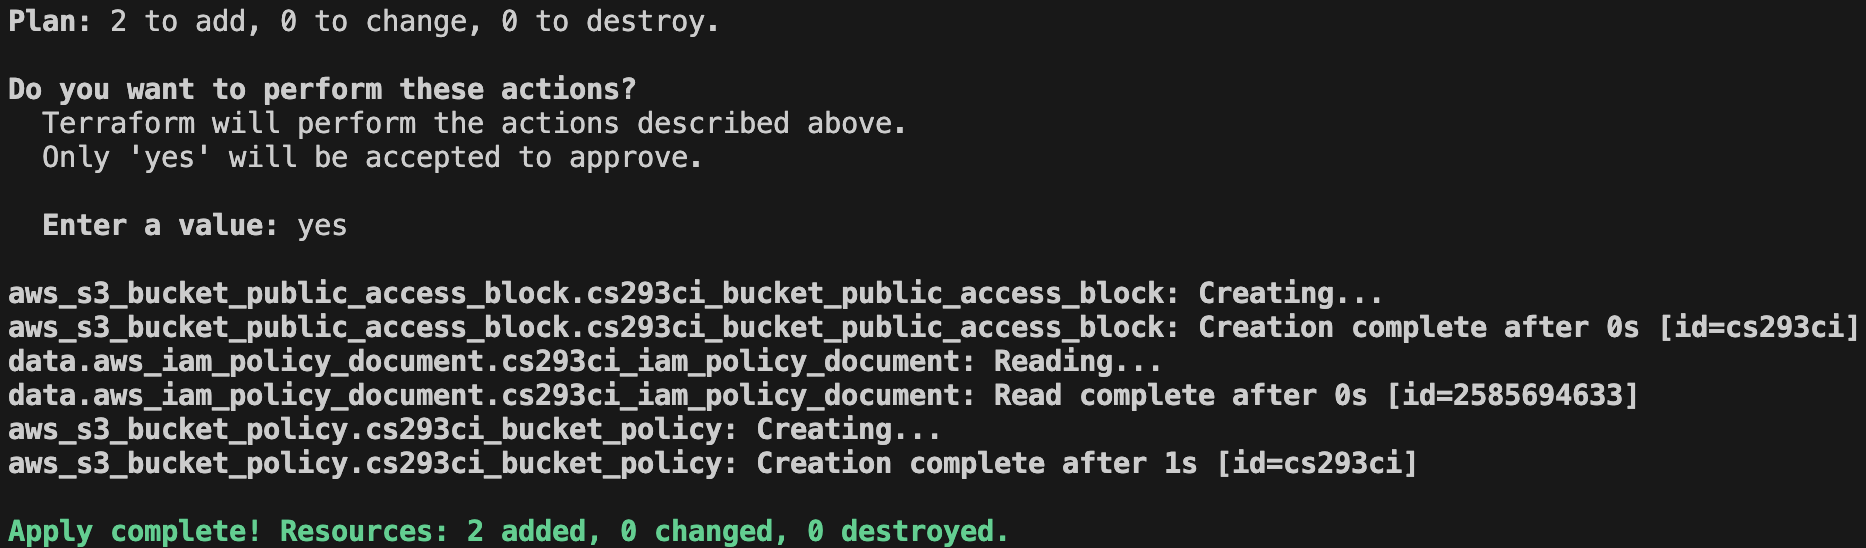 Plan: 2 to add, 0 to change, 0 to destroy.
Do you want to perform these actions?
Terraform will perform the actions described above.
Only 'yes' will be accepted to approve.
Enter a value: yes
aws_s3_bucket_public_access_block.cs293ci_bucket_public_access_block: Creating...
aws_s3_bucket_public_access_block.cs293ci_bucket_public_access_block: Creation complete after 0s [id=cs293ci]
data.aws_iam_policy_document.cs293ci_iam_policy_document: Reading...
data.aws_iam_policy_document.cs293ci_iam_policy_document: Read complete after 0s [id=2585694633]
aws_s3_bucket_policy.cs293ci_bucket_policy: Creating...
aws_s3_bucket_policy.cs293ci_bucket_policy: Creation complete after 1s [id=cs293ci]
Apply complete! Resources: 2 added, 0 changed, 0 destroyed.